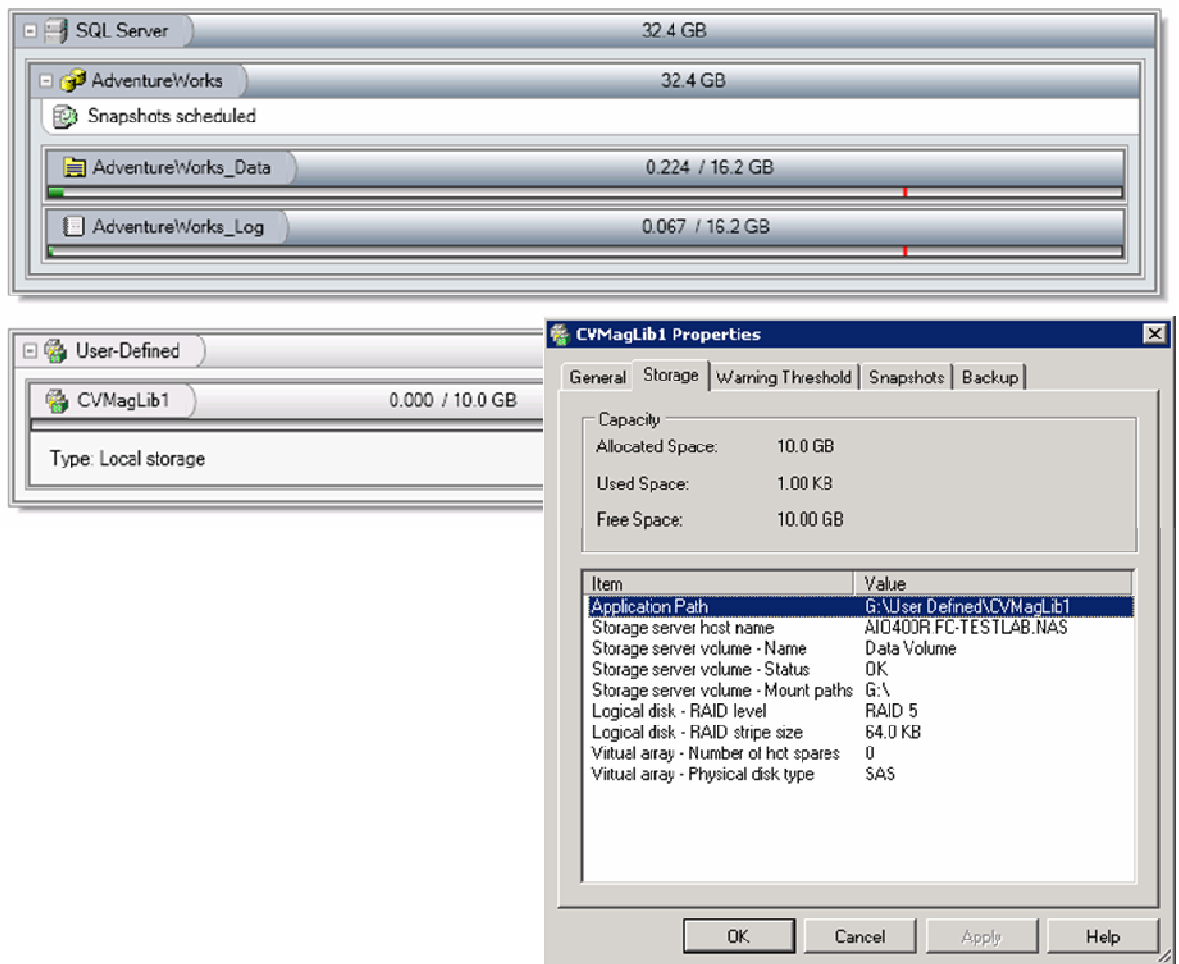 SQL Server 32.4 GB
AdventureWorks 32.4 GB
Snapshots scheduled
AdventureWorks_Data 0.224 / 16.2 GB
AdventureWorks_Log 0.067 / 16.2 GB
User-Defined
CVMagLib1 0.000 / 10.0 GB
Type: Local storage
CVMagLib1 Properties
General Storage Warning Threshold Snapshots Backup
Capacity
Allocated Space: 10.0 GB
Used Space: 1.00 KB
Free Space: 10.00 GB
Item Value
Application Path G:\User Defined\CVMagLib1
Storage server host name AIO400R.FC-TESTLAB.NAS
Storage server volume - Name Data Volume
Storage server volume - Status OK
Storage server volume - Mount paths G:\
Logical disk - RAID level RAID 5
Logical disk - RAID stripe size 64.0 KB
Virtual array - Number of hot spares 0
Virtual array - Physical disk type SAS
OK Cancel Apply Help